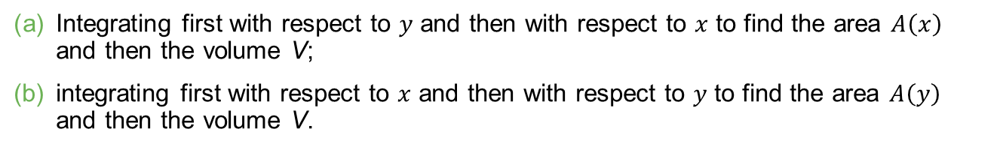 (a) Integrating first with respect to y and then with respect to x to find the area A(x)
and then the volume V;
(b) integrating first with respect to x and then with respect to y to find the area A(y)
and then the volume V.